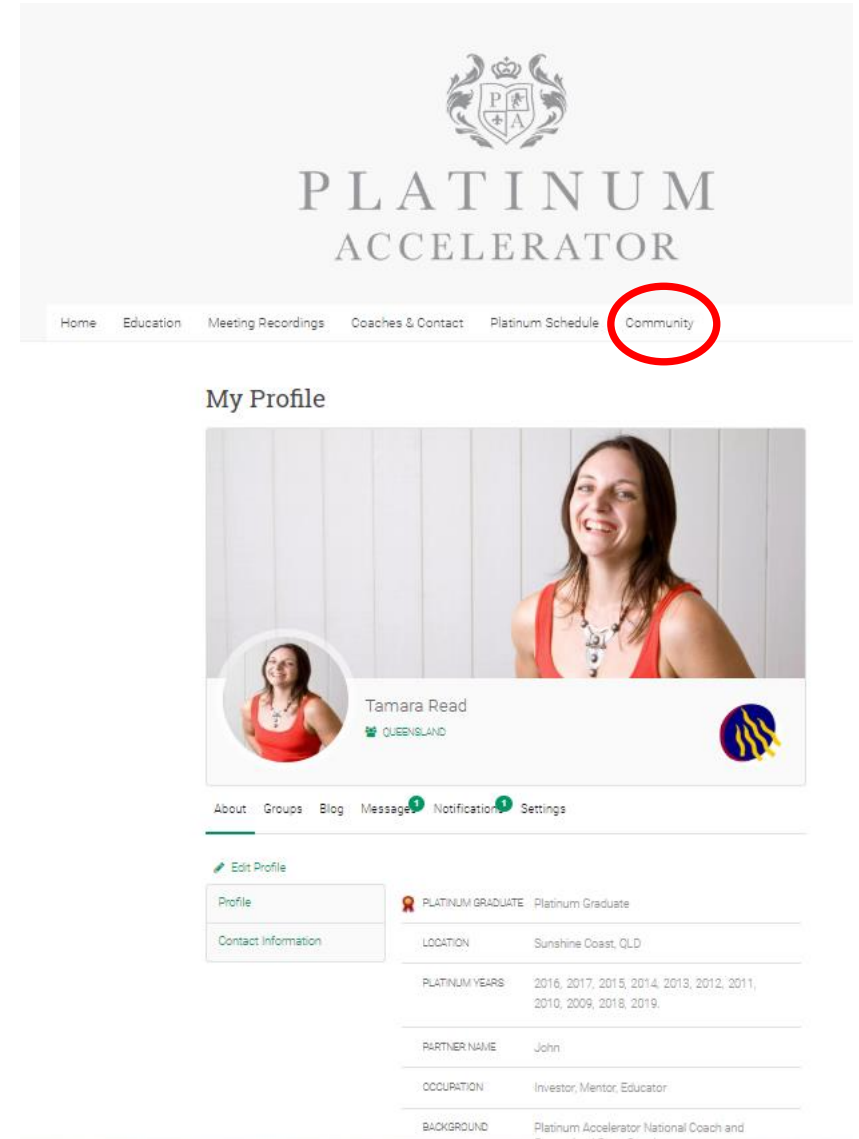 P
A
PLATINUM
ACCELERATOR
Home Education Meeting Recordings Coaches & Contact Platinum Schedule Community
My Profile
Tamara Read
QUEENSLAND
About Groups Blog Messages 1 Notifications 1 Settings
Edit Profile
Profile
Contact Information
PLATINUM GRADUATE Platinum Graduate
LOCATION Sunshine Coast, QLD
PLATINUM YEARS 2016, 2017, 2015, 2014, 2013, 2012, 2011,
2010, 2009, 2018, 2019.
PARTNER NAME John
OCCUPATION Investor, Mentor, Educator
BACKGROUND Platinum Accelerator National Coach and